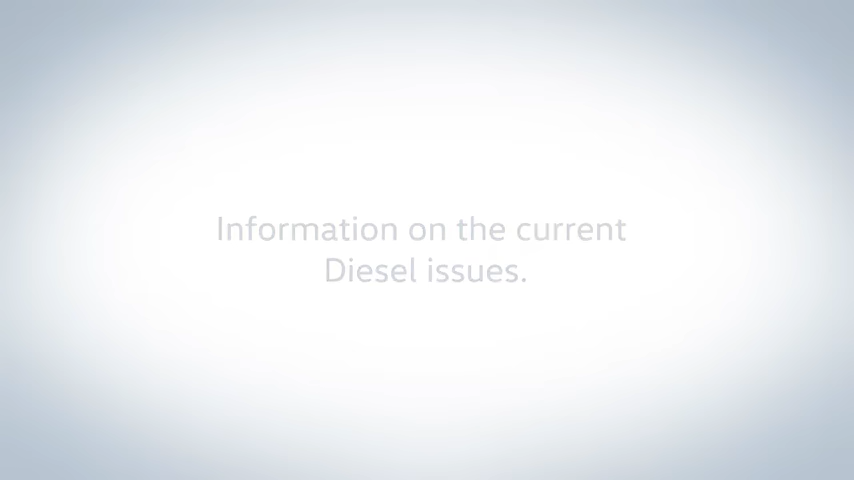 Information on the current
Diesel issues.